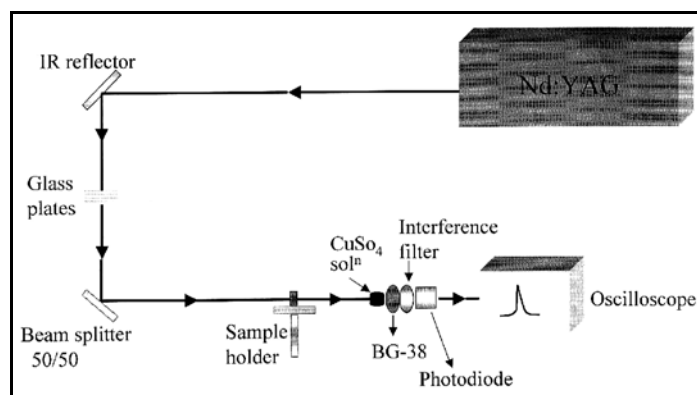 IR reflector
Nd:YAG
Glass
plates
Interference
filter
CuSo4
solⁿ
Oscilloscope
Beam splitter
50/50
Sample
holder
BG-38
Photodiode